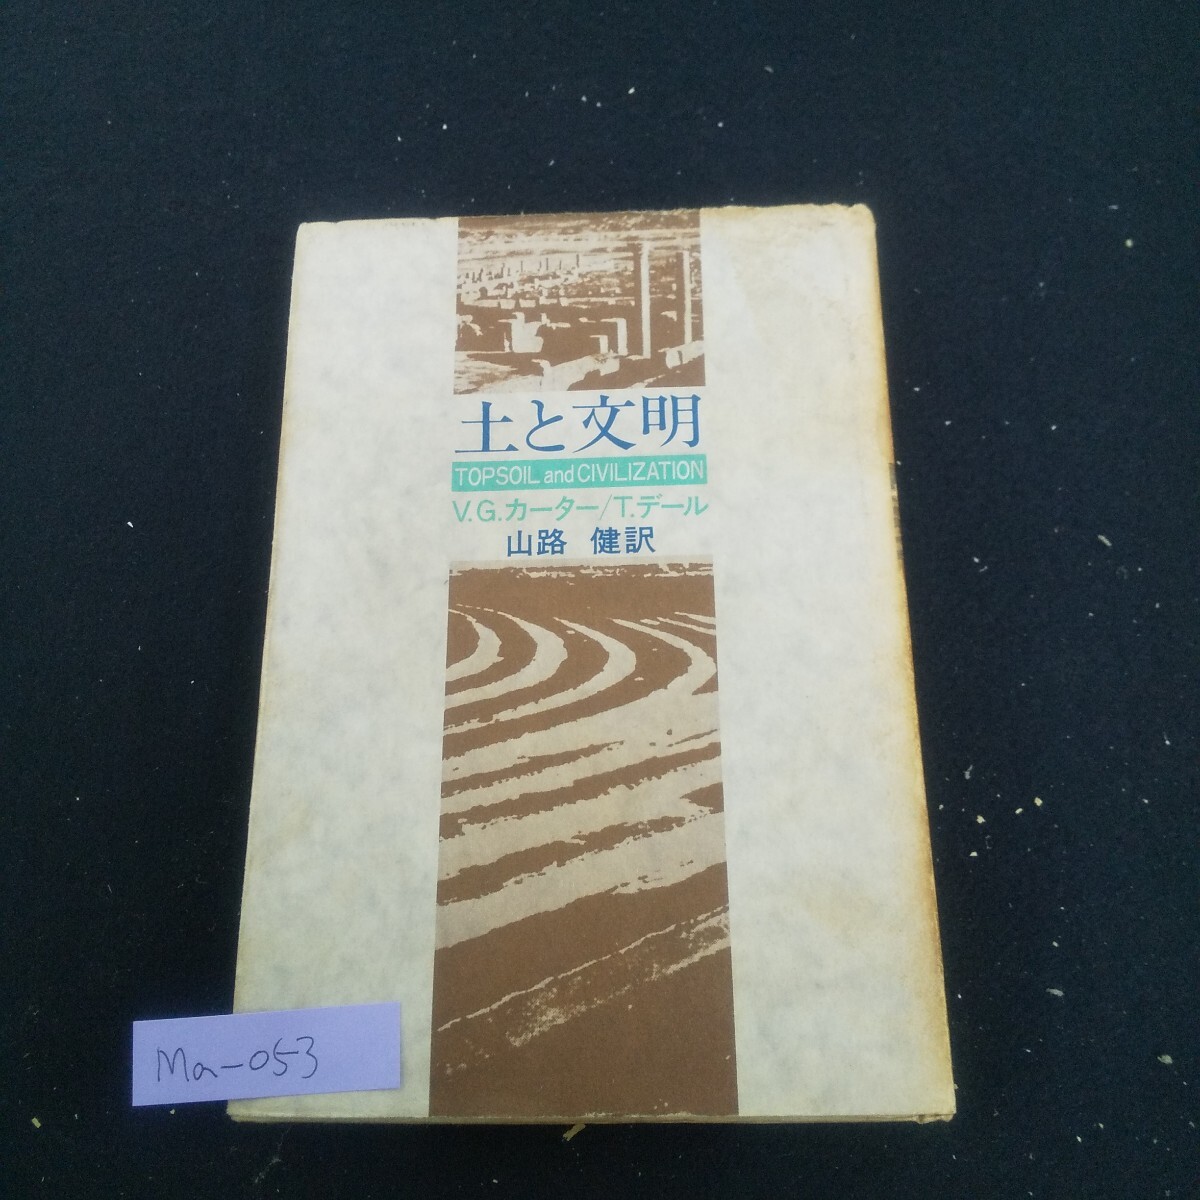 土と文明
TOPSOIL and CIVILIZATION
V.G.カーター/T.デール
山路 健訳
Ma-053